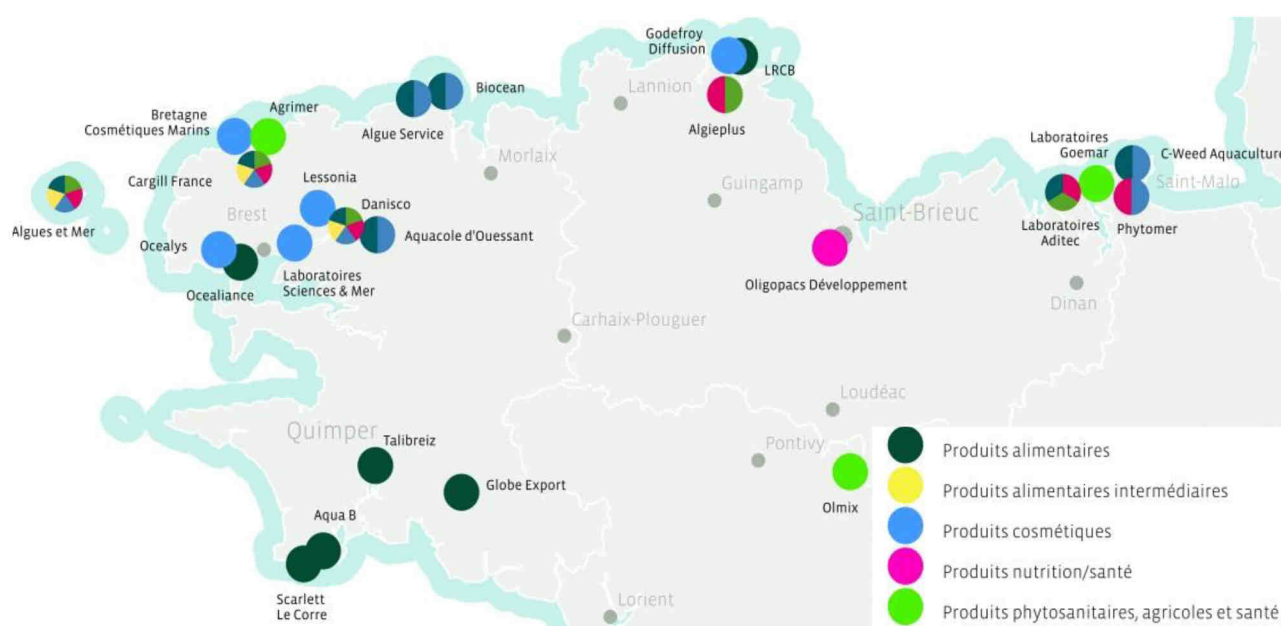 Godefroy
Diffusion
LRCB
Lannion
Algieplus
Biocean
Algue Service
Morlaix
Bretagne
Cosmétiques Marins
Agrimer
Cargill France
Lessonia
Brest
Danisco
Algues et Mer
Ocealys
Aquacole d'Ouessant
Laboratoires
Sciences & Mer
Ocealiance
Guingamp
Saint-Brieuc
Oligopacs Développement
Laboratoires
Goemar
C-Weed Aquaculture
Saint-Malo
Laboratoires
Aditec
Phytomer
Dinan
Carhaix-Plouguer
Loudéac
Pontivy
Quimper
Talibreiz
Globe Export
Aqua B
Scarlett
Le Corre
Lorient
Olmix
Produits alimentaires
Produits alimentaires intermédiaires
Produits cosmétiques
Produits nutrition/santé
Produits phytosanitaires, agricoles et santé